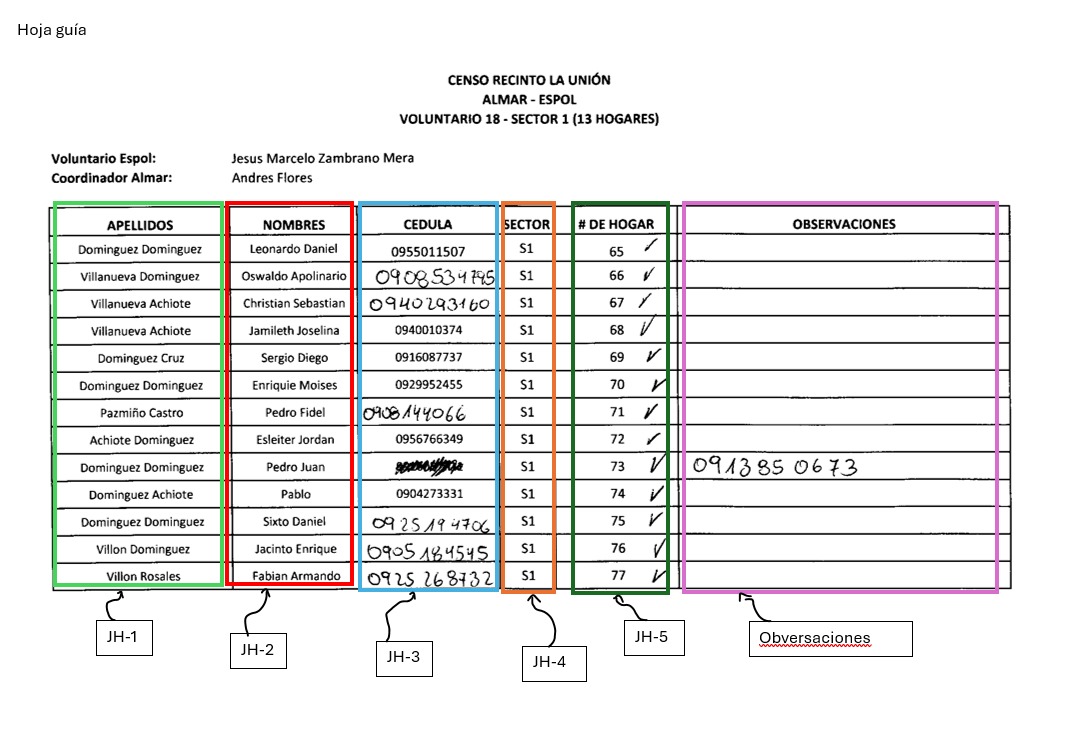 Hoja guía
CENSO RECINTO LA UNIÓN
ALMAR - ESPOL
VOLUNTARIO 18 - SECTOR 1 (13 HOGARES)
Voluntario Espol: Jesus Marcelo Zambrano Mera
Coordinador Almar: Andres Flores
APELLIDOS NOMBRES CEDULA SECTOR # DE HOGAR OBSERVACIONES
Dominguez Dominguez Leonardo Daniel 0955011507 S1 65 ✓
Villanueva Dominguez Oswaldo Apolinario 0908534795 S1 66 ✓
Villanueva Achiote Christian Sebastian 0940293160 S1 67 ✓
Villanueva Achiote Jamileth Joselina 0940010374 S1 68 ✓
Dominguez Cruz Sergio Diego 0916087737 S1 69 ✓
Dominguez Dominguez Enriquie Moises 0929952455 S1 70 ✓
Pazmiño Castro Pedro Fidel 0908144066 S1 71 ✓
Achiote Dominguez Esleiter Jordan 0956766349 S1 72 ✓
Dominguez Dominguez Pedro Juan S1 73 ✓ 0913850673
Dominguez Achiote Pablo 0904273331 S1 74 ✓
Dominguez Dominguez Sixto Daniel 0925194706 S1 75 ✓
Villon Dominguez Jacinto Enrique 0905184545 S1 76 ✓
Villon Rosales Fabian Armando 0925268732 S1 77 ✓
JH-1 JH-2 JH-3 JH-4 JH-5 Obversaciones